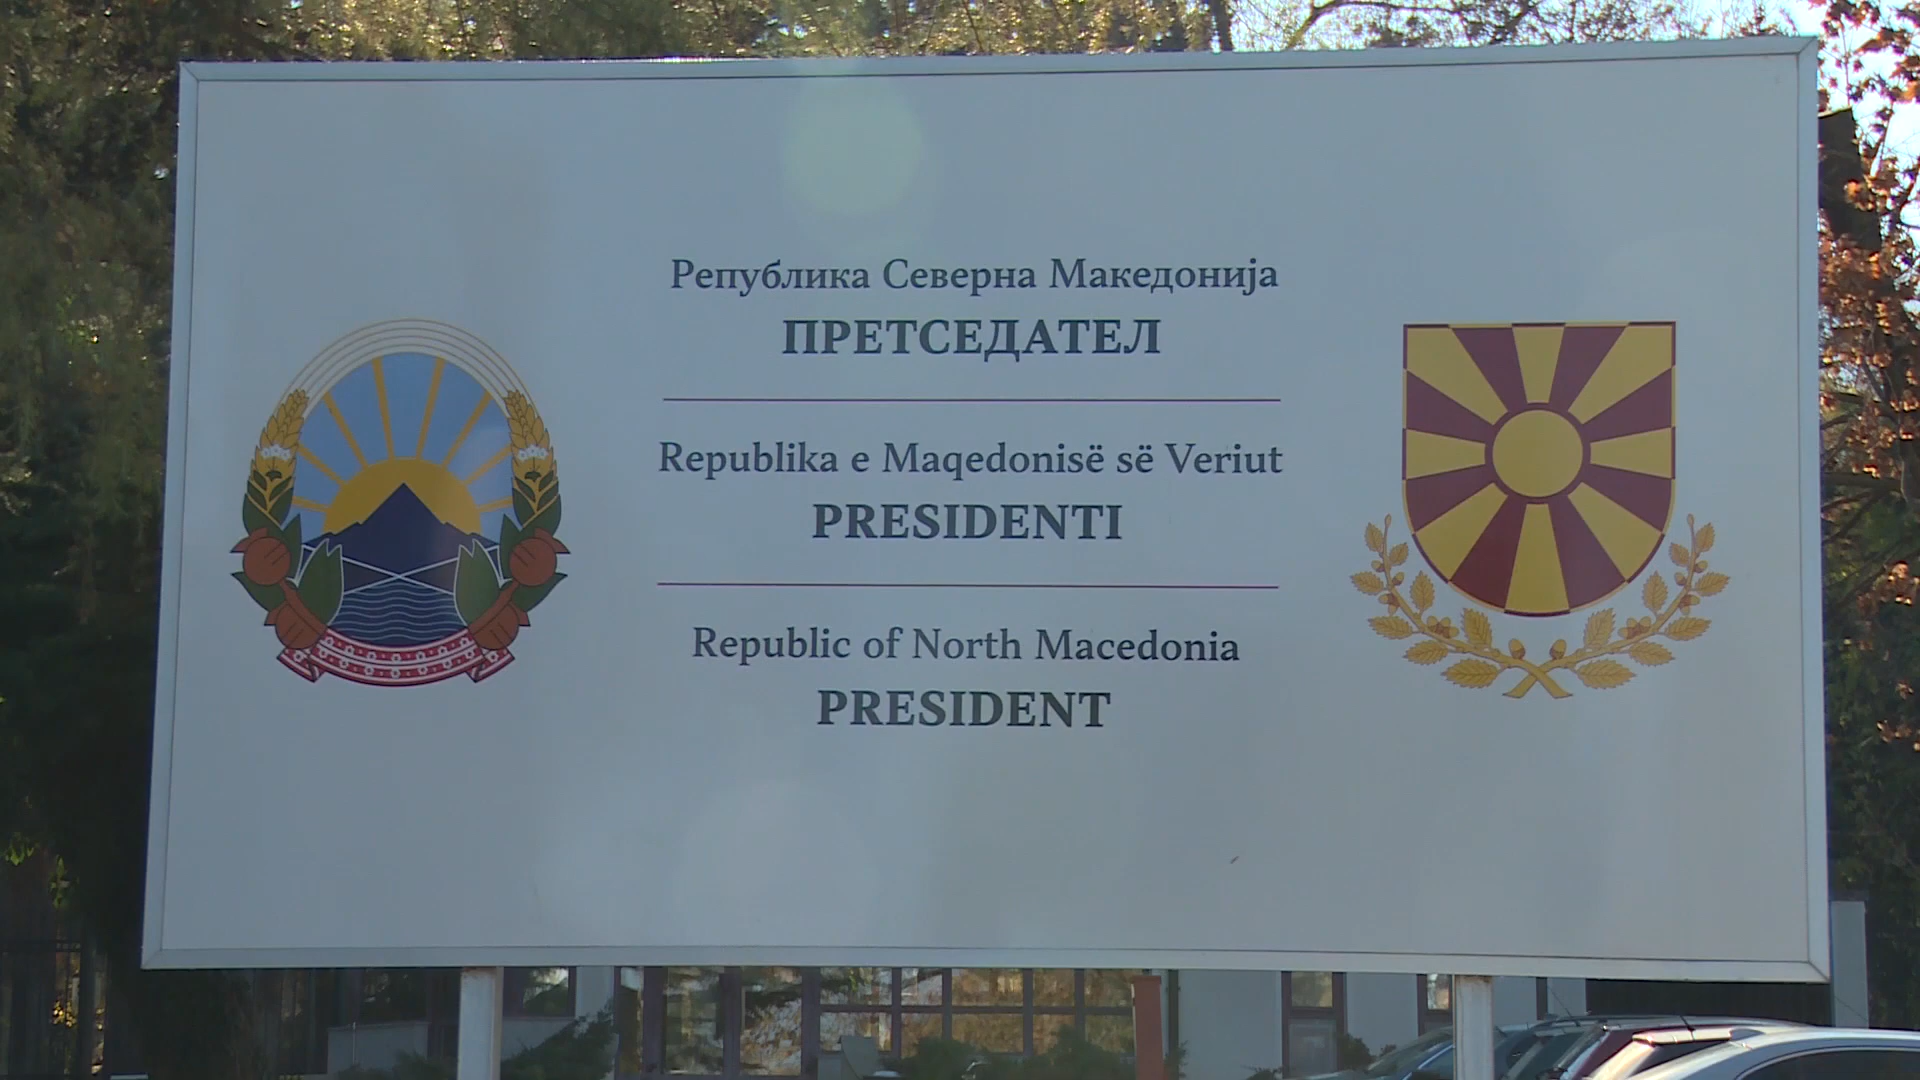 Република Северна Македонија
ПРЕТСЕДАТЕЛ
Republika e Maqedonisë së Veriut
PRESIDENTI
Republic of North Macedonia
PRESIDENT